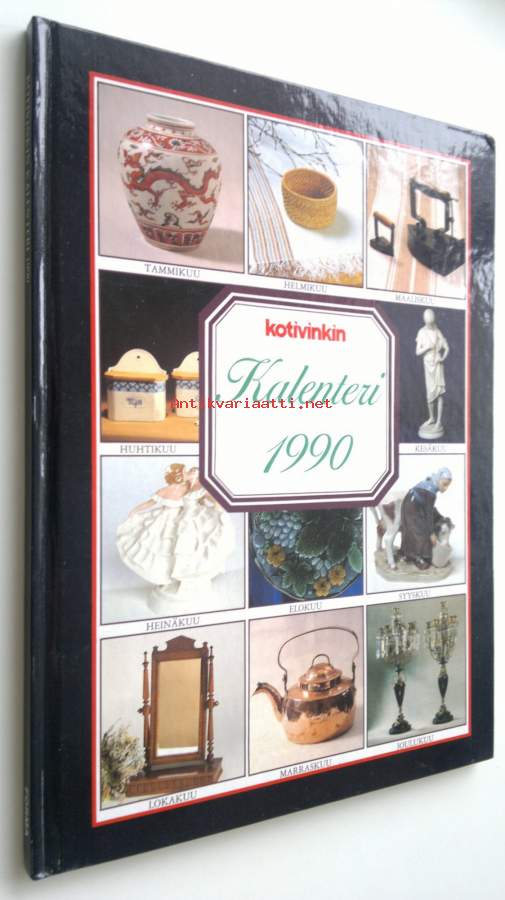 TAMMIKUU
HELMIKUU
MAALISKUU
kotivinkin
Kalenteri
antikvariaatti.net
1990
HUHTIKUU
KESÄKUU
HEINÄKUU
ELOKUU
SYYSKUU
LOKAKUU
MARRASKUU
JOULUKUU